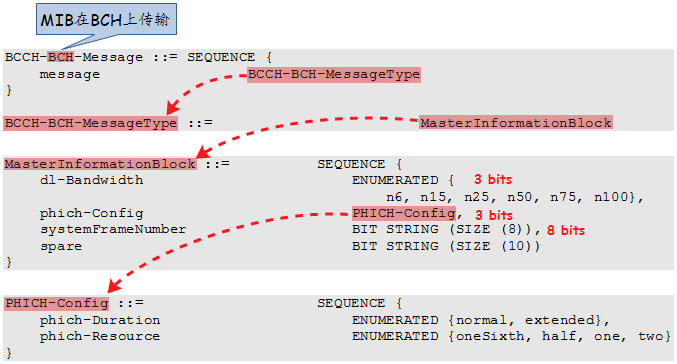 MIB在BCH上传输
BCCH-BCH-Message ::= SEQUENCE {
message BCCH-BCH-MessageType
}
BCCH-BCH-MessageType ::= MasterInformationBlock
MasterInformationBlock ::= SEQUENCE {
dl-Bandwidth ENUMERATED { 3 bits
n6, n15, n25, n50, n75, n100},
phich-Config PHICH-Config, 3 bits
systemFrameNumber BIT STRING (SIZE (8)), 8 bits
spare BIT STRING (SIZE (10))
}
PHICH-Config ::= SEQUENCE {
phich-Duration ENUMERATED {normal, extended},
phich-Resource ENUMERATED {oneSixth, half, one, two}
}